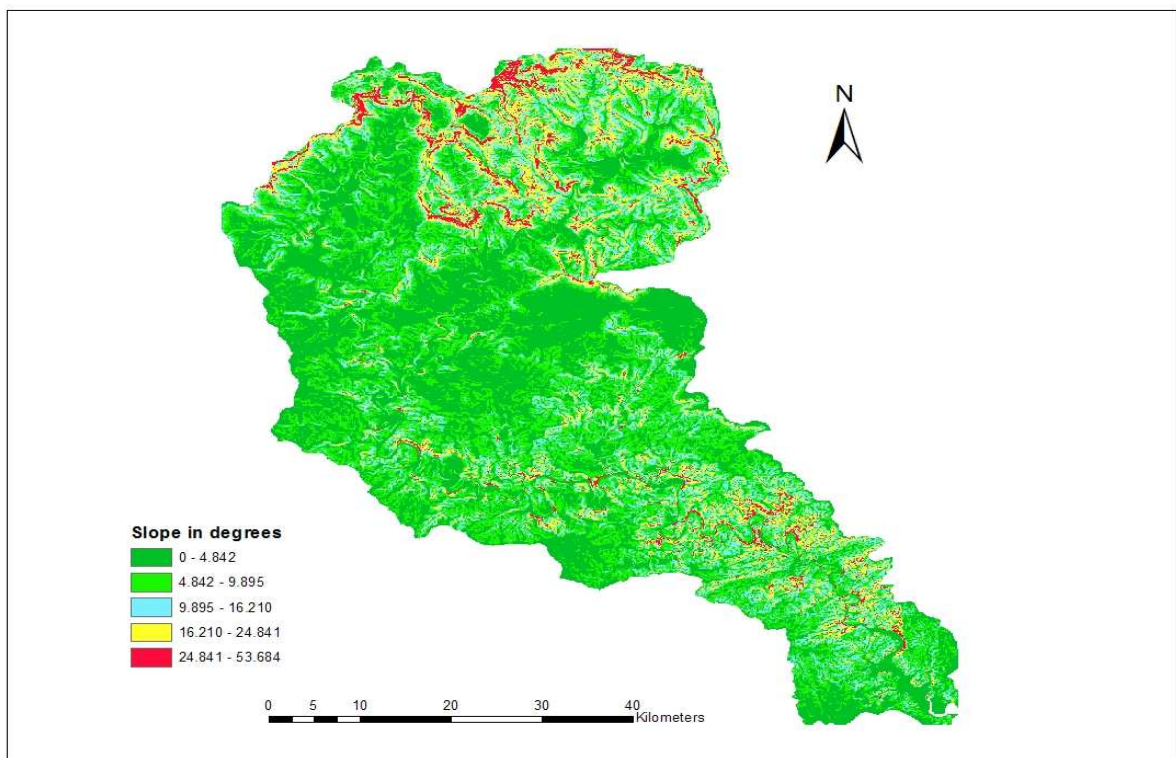 N
Slope in degrees
0 - 4.842
4.842 - 9.895
9.895 - 16.210
16.210 - 24.841
24.841 - 53.684
0 5 10 20 30 40
Kilometers